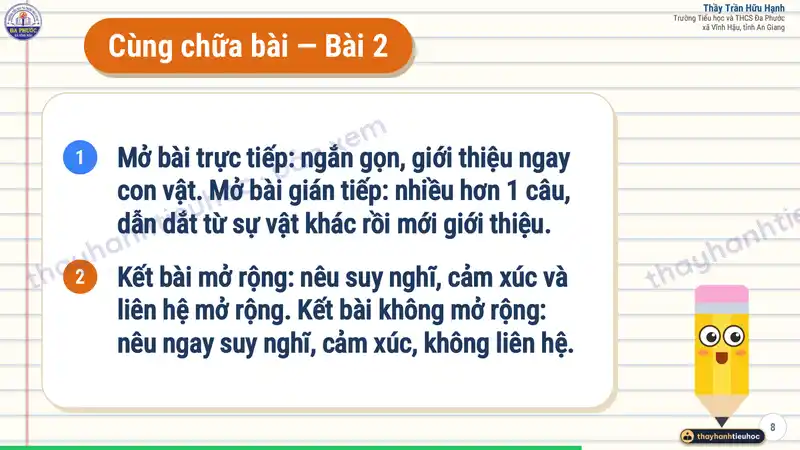 Thầy Trần Hữu Hạnh
Trường Tiểu học và THCS Đa Phước
xã Vĩnh Hậu, tỉnh An Giang
ĐA PHƯỚC
Cùng chữa bài – Bài 2
1 Mở bài trực tiếp: ngắn gọn, giới thiệu ngay
con vật. Mở bài gián tiếp: nhiều hơn 1 câu,
dẫn dắt từ sự vật khác rồi mới giới thiệu.
2 Kết bài mở rộng: nêu suy nghĩ, cảm xúc và
liên hệ mở rộng. Kết bài không mở rộng:
nêu ngay suy nghĩ, cảm xúc, không liên hệ.
thayhanhtieuhoc
8